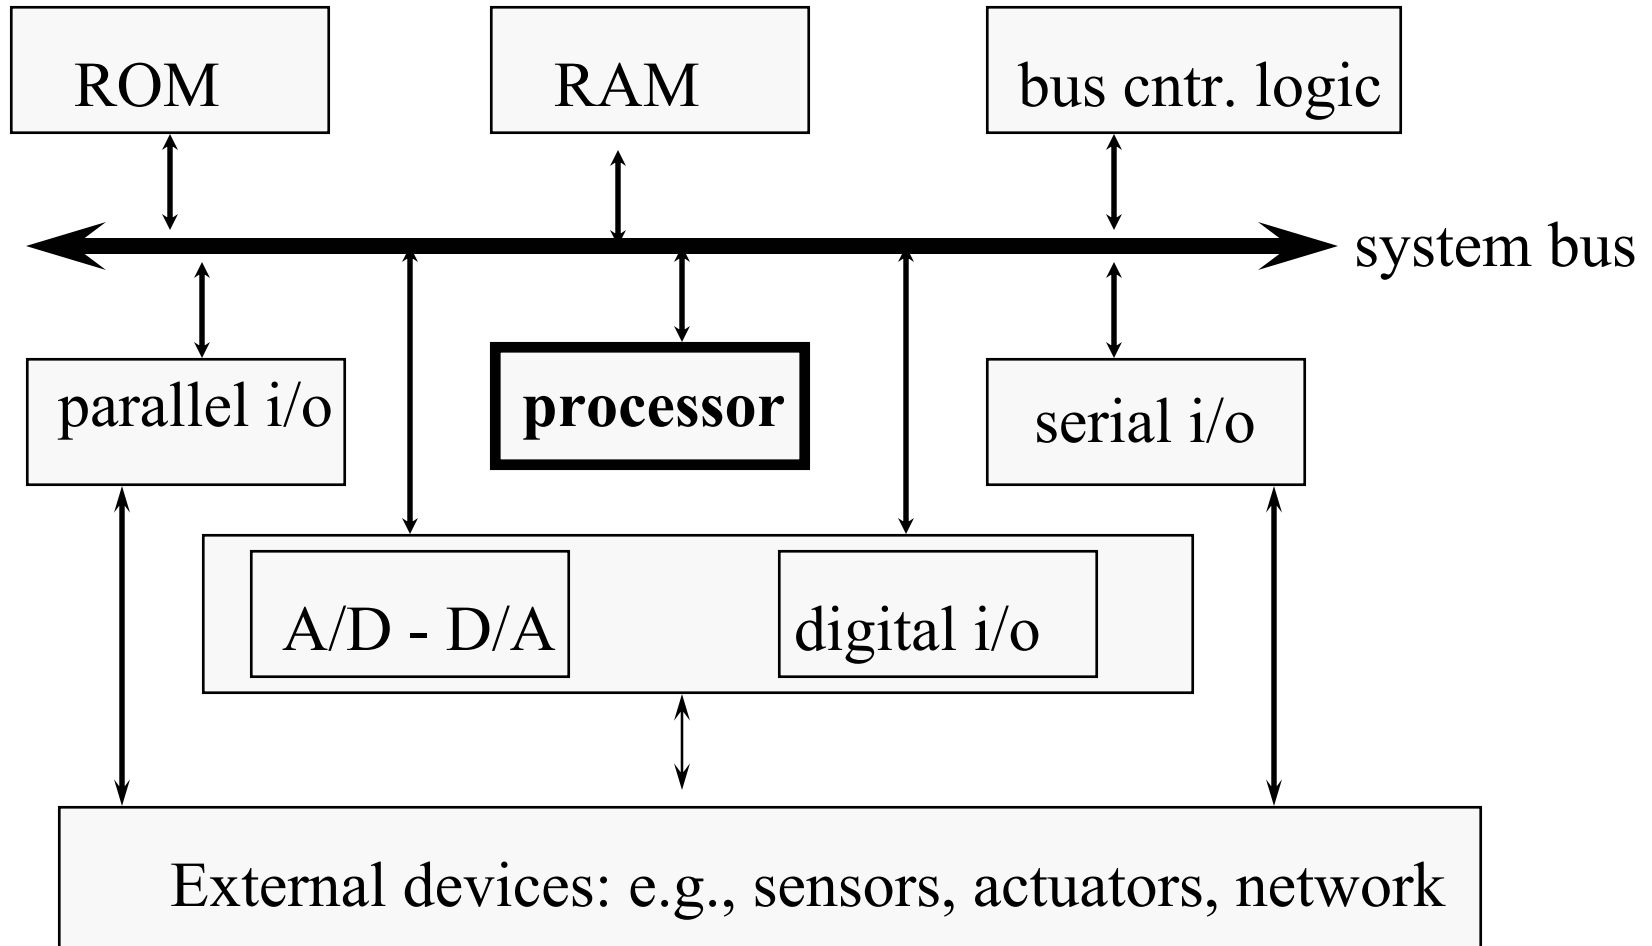 ROM
RAM
bus cntr. logic
system bus
parallel i/o
processor
serial i/o
A/D - D/A
digital i/o
External devices: e.g., sensors, actuators, network